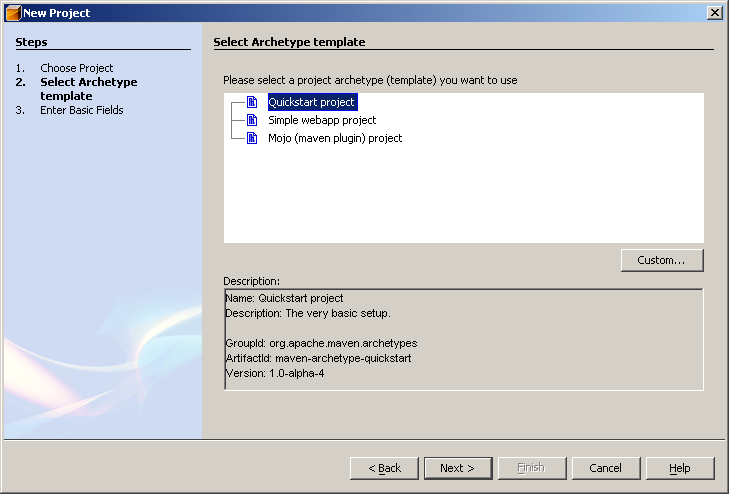 New Project
Steps
1. Choose Project
2. Select Archetype
template
3. Enter Basic Fields
Select Archetype template
Please select a project archetype (template) you want to use
Quickstart project
Simple webapp project
Mojo (maven plugin) project
Custom...
Description:
Name: Quickstart project
Description: The very basic setup.
GroupId: org.apache.maven.archetypes
ArtifactId: maven-archetype-quickstart
Version: 1.0-alpha-4
< Back
Next >
Finish
Cancel
Help